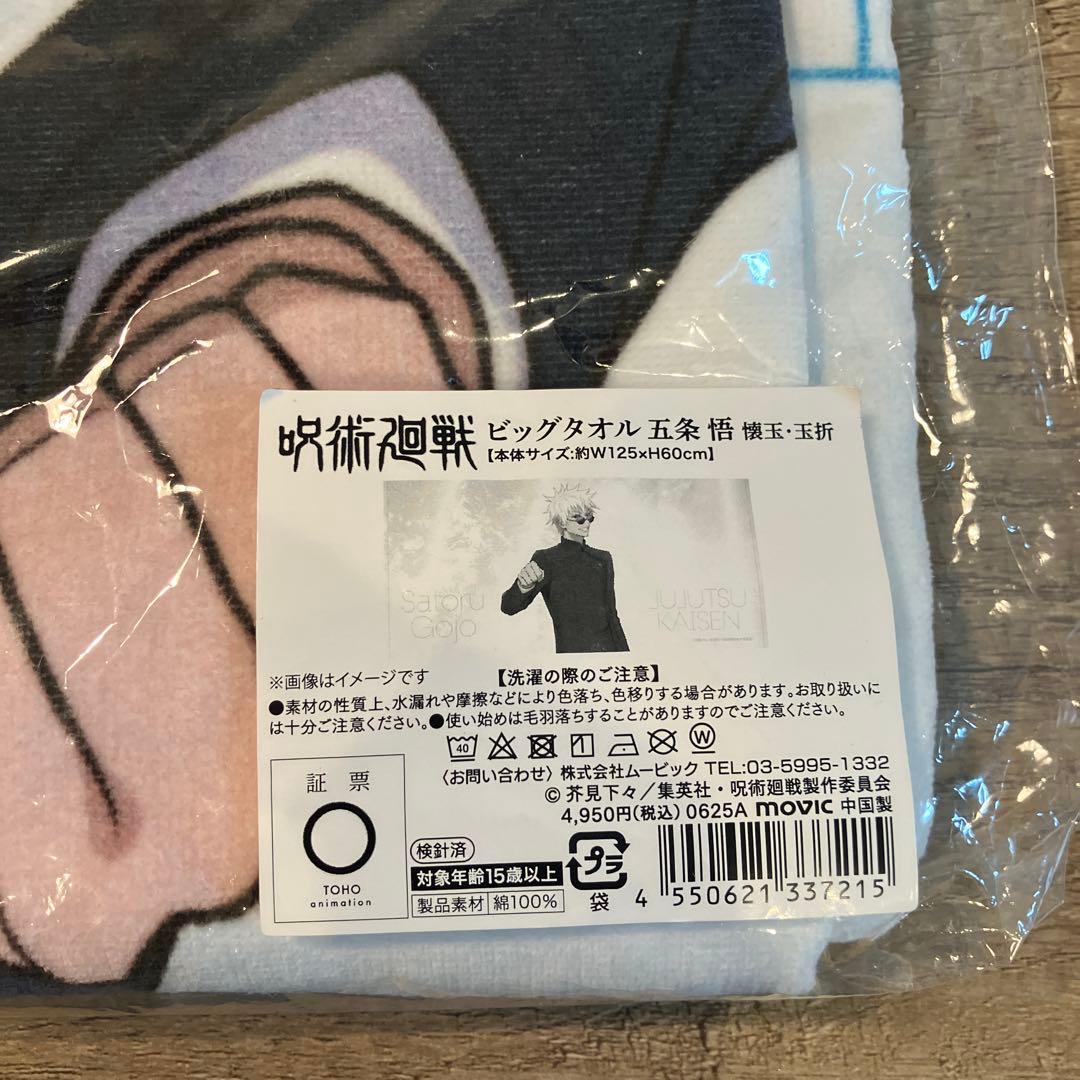 呪術廻戦 ビッグタオル 五条 悟 懐玉・玉折
【本体サイズ:約W125×H60cm】
Satoru
Gojo
JUJUTSU
KAISEN
※画像はイメージです
【洗濯の際のご注意】
●素材の性質上、水漏れや摩擦などにより色落ち、色移りする場合があります。お取り扱いに
は十分ご注意ください。●使い始めは毛羽落ちすることがありますのでご注意ください。
40 W
〈お問い合わせ〉株式会社ムービック TEL:03-5995-1332
© 芥見下々/集英社・呪術廻戦製作委員会
4,950円(税込) 0625A movic 中国製
証 票
TOHO
animation
検針済
対象年齢15歳以上
製品素材 綿100%
プラ
袋
4 550621 337215